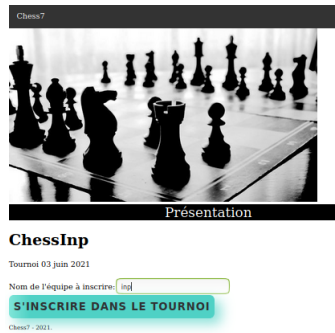 Chess7
Présentation
ChessInp
Tournoi 03 juin 2021
Nom de l'équipe à inscrire: inp
S'INSCRIRE DANS LE TOURNOI
Chess7 - 2021.